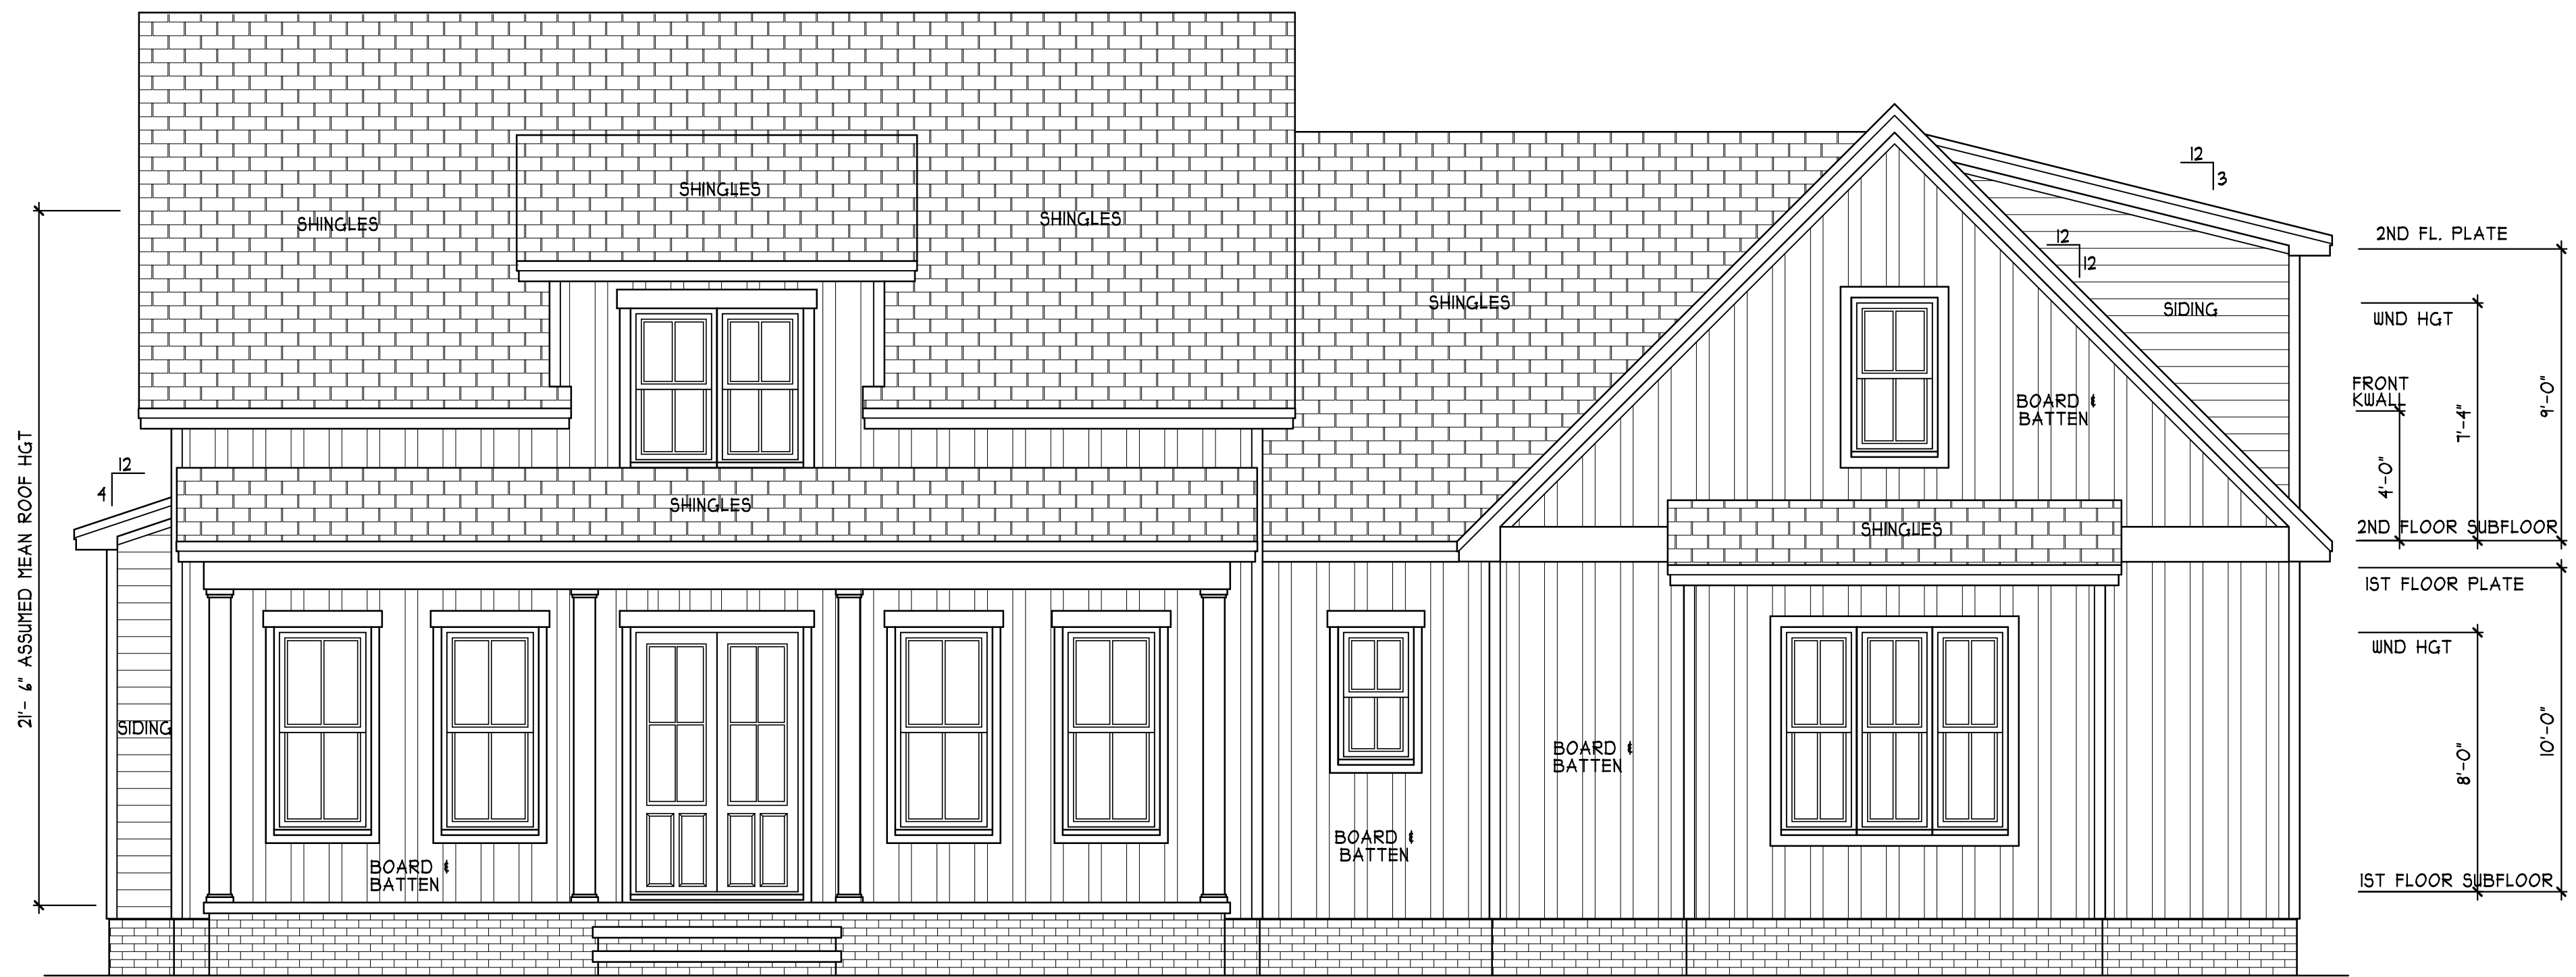 SHINGLES
SHINGLES
SHINGLES
SHINGLES
SHINGLES
SHINGLES
12
3
12
12
2ND FL. PLATE
SIDING
WND HGT
FRONT
KWALL
4'-0"
7'-4"
9'-0"
BOARD &
BATTEN
12
4
21'- 6" ASSUMED MEAN ROOF HGT
2ND FLOOR SUBFLOOR
1ST FLOOR PLATE
WND HGT
SIDING
BOARD &
BATTEN
BOARD &
BATTEN
BOARD &
BATTEN
8'-0"
10'-0"
1ST FLOOR SUBFLOOR